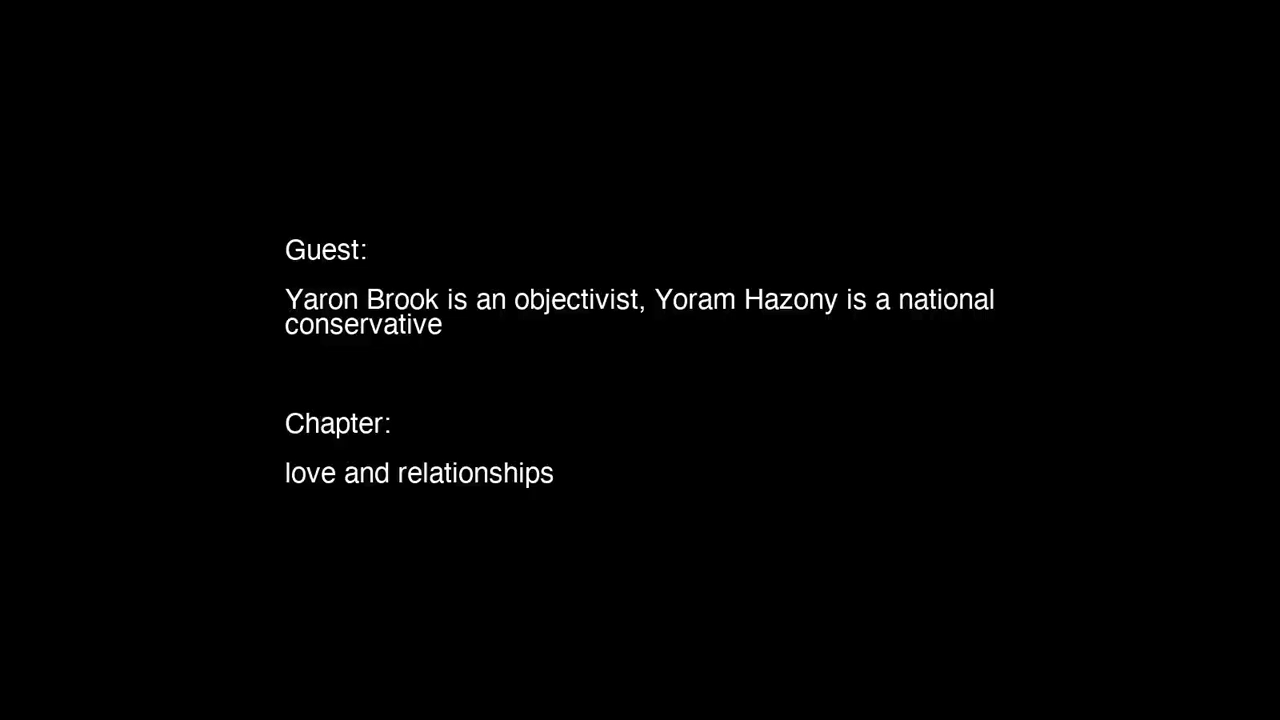 Guest:
Yaron Brook is an objectivist, Yoram Hazony is a national
conservative
Chapter:
love and relationships